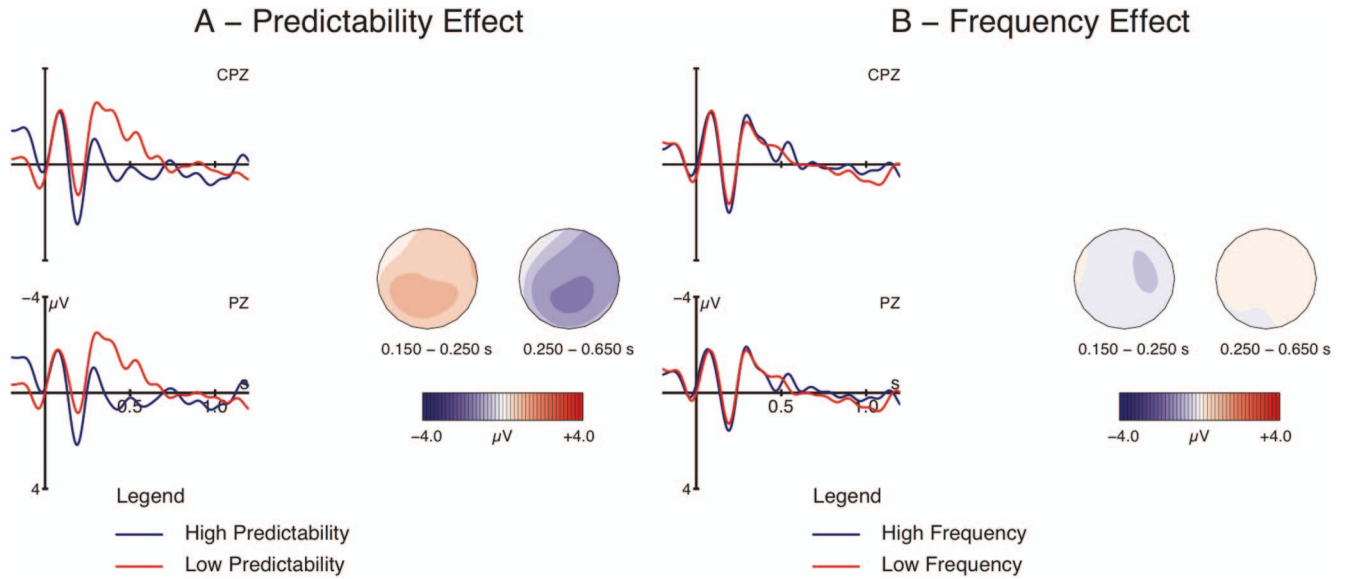 A – Predictability Effect
CPZ
−4
µV
PZ
s
0.5
1.0
4
0.150 – 0.250 s
0.250 – 0.650 s
−4.0
µV
+4.0
Legend
High Predictability
Low Predictability
B – Frequency Effect
CPZ
−4
µV
PZ
s
0.5
1.0
4
0.150 – 0.250 s
0.250 – 0.650 s
−4.0
µV
+4.0
Legend
High Frequency
Low Frequency